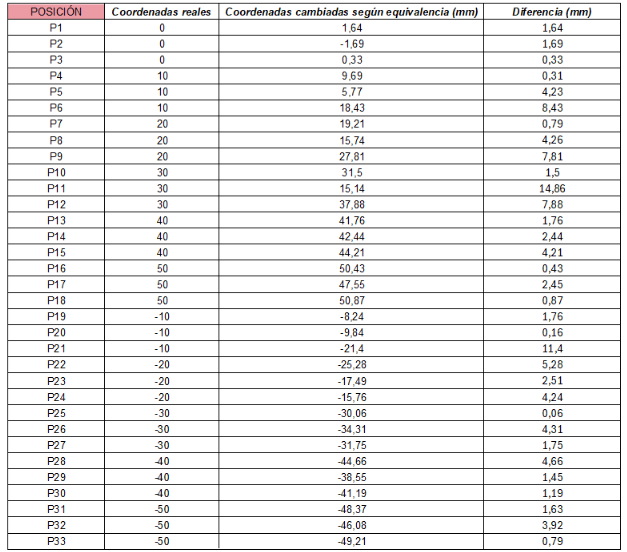 POSICIÓN Coordenadas reales Coordenadas cambiadas según equivalencia (mm) Diferencia (mm)
P1 0 1,64 1,64
P2 0 -1,69 1,69
P3 0 0,33 0,33
P4 10 9,69 0,31
P5 10 5,77 4,23
P6 10 18,43 8,43
P7 20 19,21 0,79
P8 20 15,74 4,26
P9 20 27,81 7,81
P10 30 31,5 1,5
P11 30 15,14 14,86
P12 30 37,88 7,88
P13 40 41,76 1,76
P14 40 42,44 2,44
P15 40 44,21 4,21
P16 50 50,43 0,43
P17 50 47,55 2,45
P18 50 50,87 0,87
P19 -10 -8,24 1,76
P20 -10 -9,84 0,16
P21 -10 -21,4 11,4
P22 -20 -25,28 5,28
P23 -20 -17,49 2,51
P24 -20 -15,76 4,24
P25 -30 -30,06 0,06
P26 -30 -34,31 4,31
P27 -30 -31,75 1,75
P28 -40 -44,66 4,66
P29 -40 -38,55 1,45
P30 -40 -41,19 1,19
P31 -50 -48,37 1,63
P32 -50 -46,08 3,92
P33 -50 -49,21 0,79